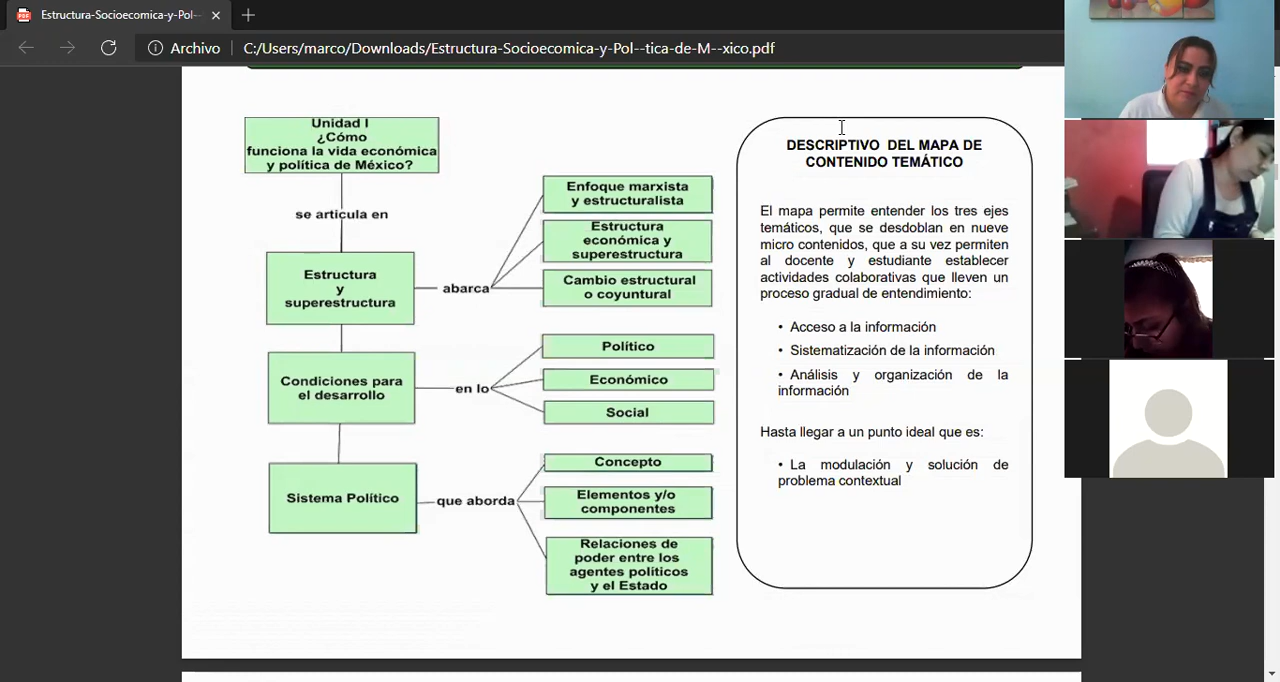 Estructura-Socioecomica-y-Pol--
Archivo
C:/Users/marco/Downloads/Estructura-Socioecomica-y-Pol--tica-de-M--xico.pdf
Unidad I
¿Cómo
funciona la vida económica
y política de México?
se articula en
Estructura
y
superestructura
abarca
Enfoque marxista
y estructuralista
Estructura
económica y
superestructura
Cambio estructural
o coyuntural
Condiciones para
el desarrollo
en lo
Político
Económico
Social
Sistema Político
que aborda
Concepto
Elementos y/o
componentes
Relaciones de
poder entre los
agentes políticos
y el Estado
DESCRIPTIVO DEL MAPA DE
CONTENIDO TEMÁTICO
El mapa permite entender los tres ejes
temáticos, que se desdoblan en nueve
micro contenidos, que a su vez permiten
al docente y estudiante establecer
actividades colaborativas que lleven un
proceso gradual de entendimiento:
• Acceso a la información
• Sistematización de la información
• Análisis y organización de la
información
Hasta llegar a un punto ideal que es:
• La modulación y solución de
problema contextual